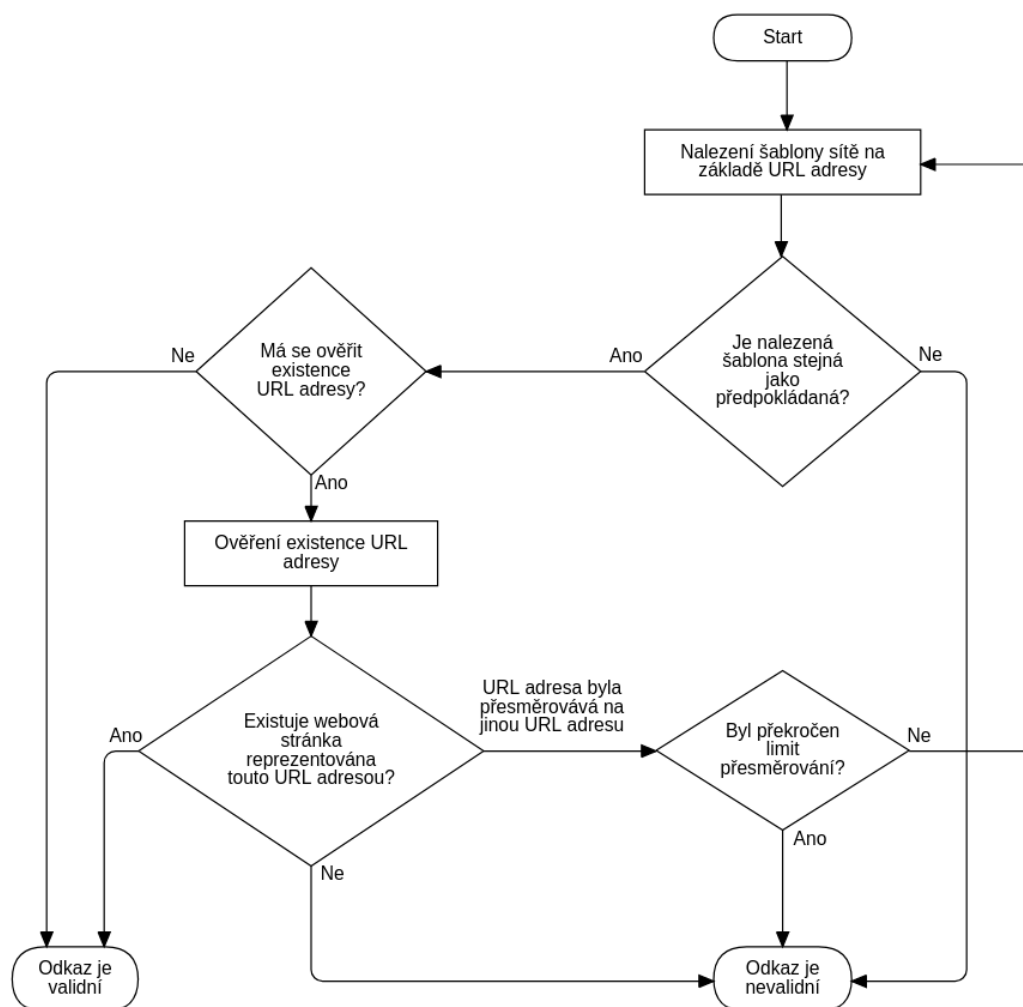 Start
Nalezení šablony sítě na
základě URL adresy
Je nalezená
šablona stejná
jako
předpokládaná?
Ano
Ne
Má se ověřit
existence
URL adresy?
Ne
Ano
Ověření existence URL
adresy
Existuje webová
stránka
reprezentována
touto URL adresou?
Ano
Ne
URL adresa byla
přesměrovává na
jinou URL adresu
Byl překročen
limit
přesměrování?
Ne
Ano
Odkaz je
validní
Odkaz je
nevalidní